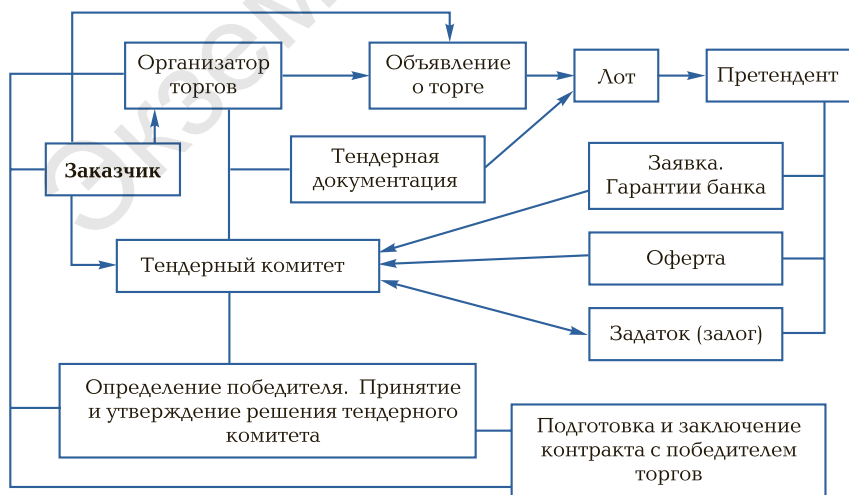 Организатор
торгов
Объявление
о торге
Лот
Претендент
Заказчик
Тендерная
документация
Заявка.
Гарантии банка
Тендерный комитет
Оферта
Задаток (залог)
Определение победителя. Принятие
и утверждение решения тендерного
комитета
Подготовка и заключение
контракта с победителем
торгов
Экзем